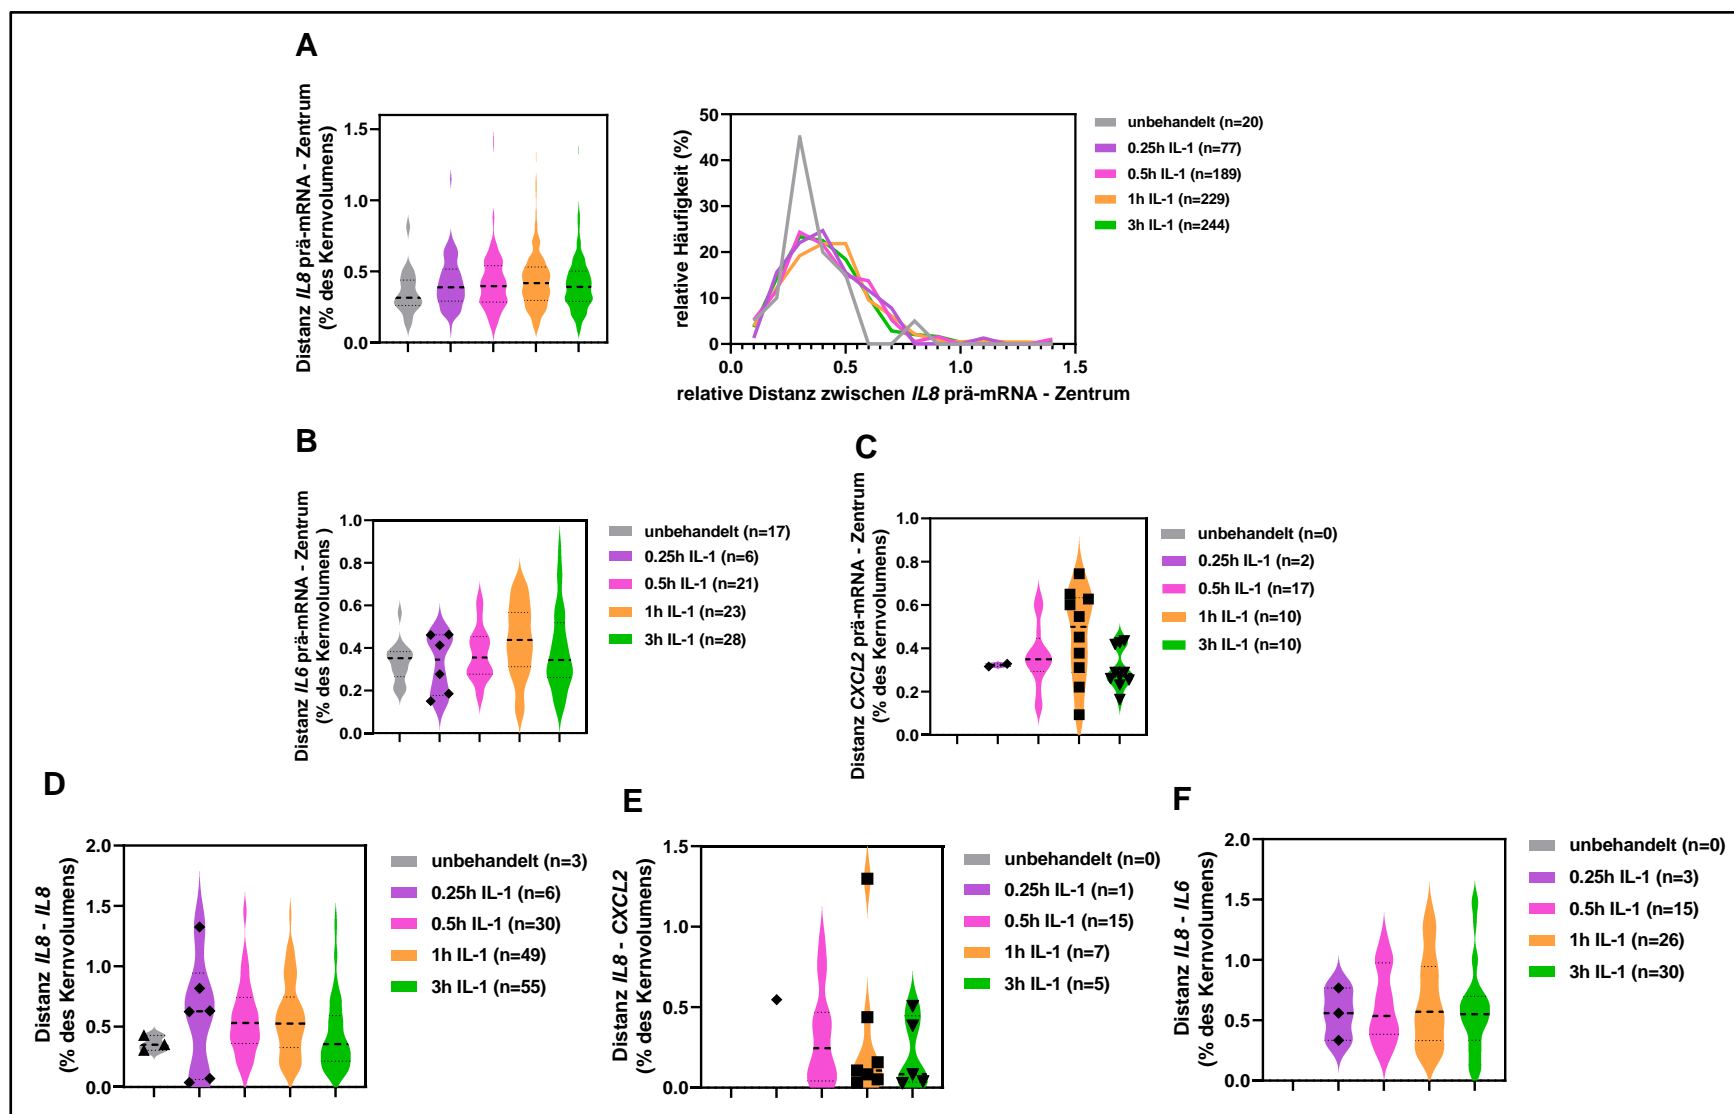 A
Distanz IL8 prä-mRNA - Zentrum
(% des Kernvolumens)
1.5
1.0
0.5
0.0
relative Häufigkeit (%)
50
40
30
20
10
0
0.0 0.5 1.0 1.5
relative Distanz zwischen IL8 prä-mRNA - Zentrum
unbehandelt (n=20)
0.25h IL-1 (n=77)
0.5h IL-1 (n=189)
1h IL-1 (n=229)
3h IL-1 (n=244)
B
Distanz IL6 prä-mRNA - Zentrum
(% des Kernvolumens )
1.0
0.8
0.6
0.4
0.2
0.0
unbehandelt (n=17)
0.25h IL-1 (n=6)
0.5h IL-1 (n=21)
1h IL-1 (n=23)
3h IL-1 (n=28)
C
Distanz CXCL2 prä-mRNA - Zentrum
(% des Kernvolumens)
1.0
0.8
0.6
0.4
0.2
0.0
unbehandelt (n=0)
0.25h IL-1 (n=2)
0.5h IL-1 (n=17)
1h IL-1 (n=10)
3h IL-1 (n=10)
D
Distanz IL8 - IL8
(% des Kernvolumens)
2.0
1.5
1.0
0.5
0.0
unbehandelt (n=3)
0.25h IL-1 (n=6)
0.5h IL-1 (n=30)
1h IL-1 (n=49)
3h IL-1 (n=55)
E
Distanz IL8 - CXCL2
(% des Kernvolumens)
1.5
1.0
0.5
0.0
unbehandelt (n=0)
0.25h IL-1 (n=1)
0.5h IL-1 (n=15)
1h IL-1 (n=7)
3h IL-1 (n=5)
F
Distanz IL8 - IL6
(% des Kernvolumens)
2.0
1.5
1.0
0.5
0.0
unbehandelt (n=0)
0.25h IL-1 (n=3)
0.5h IL-1 (n=15)
1h IL-1 (n=26)
3h IL-1 (n=30)